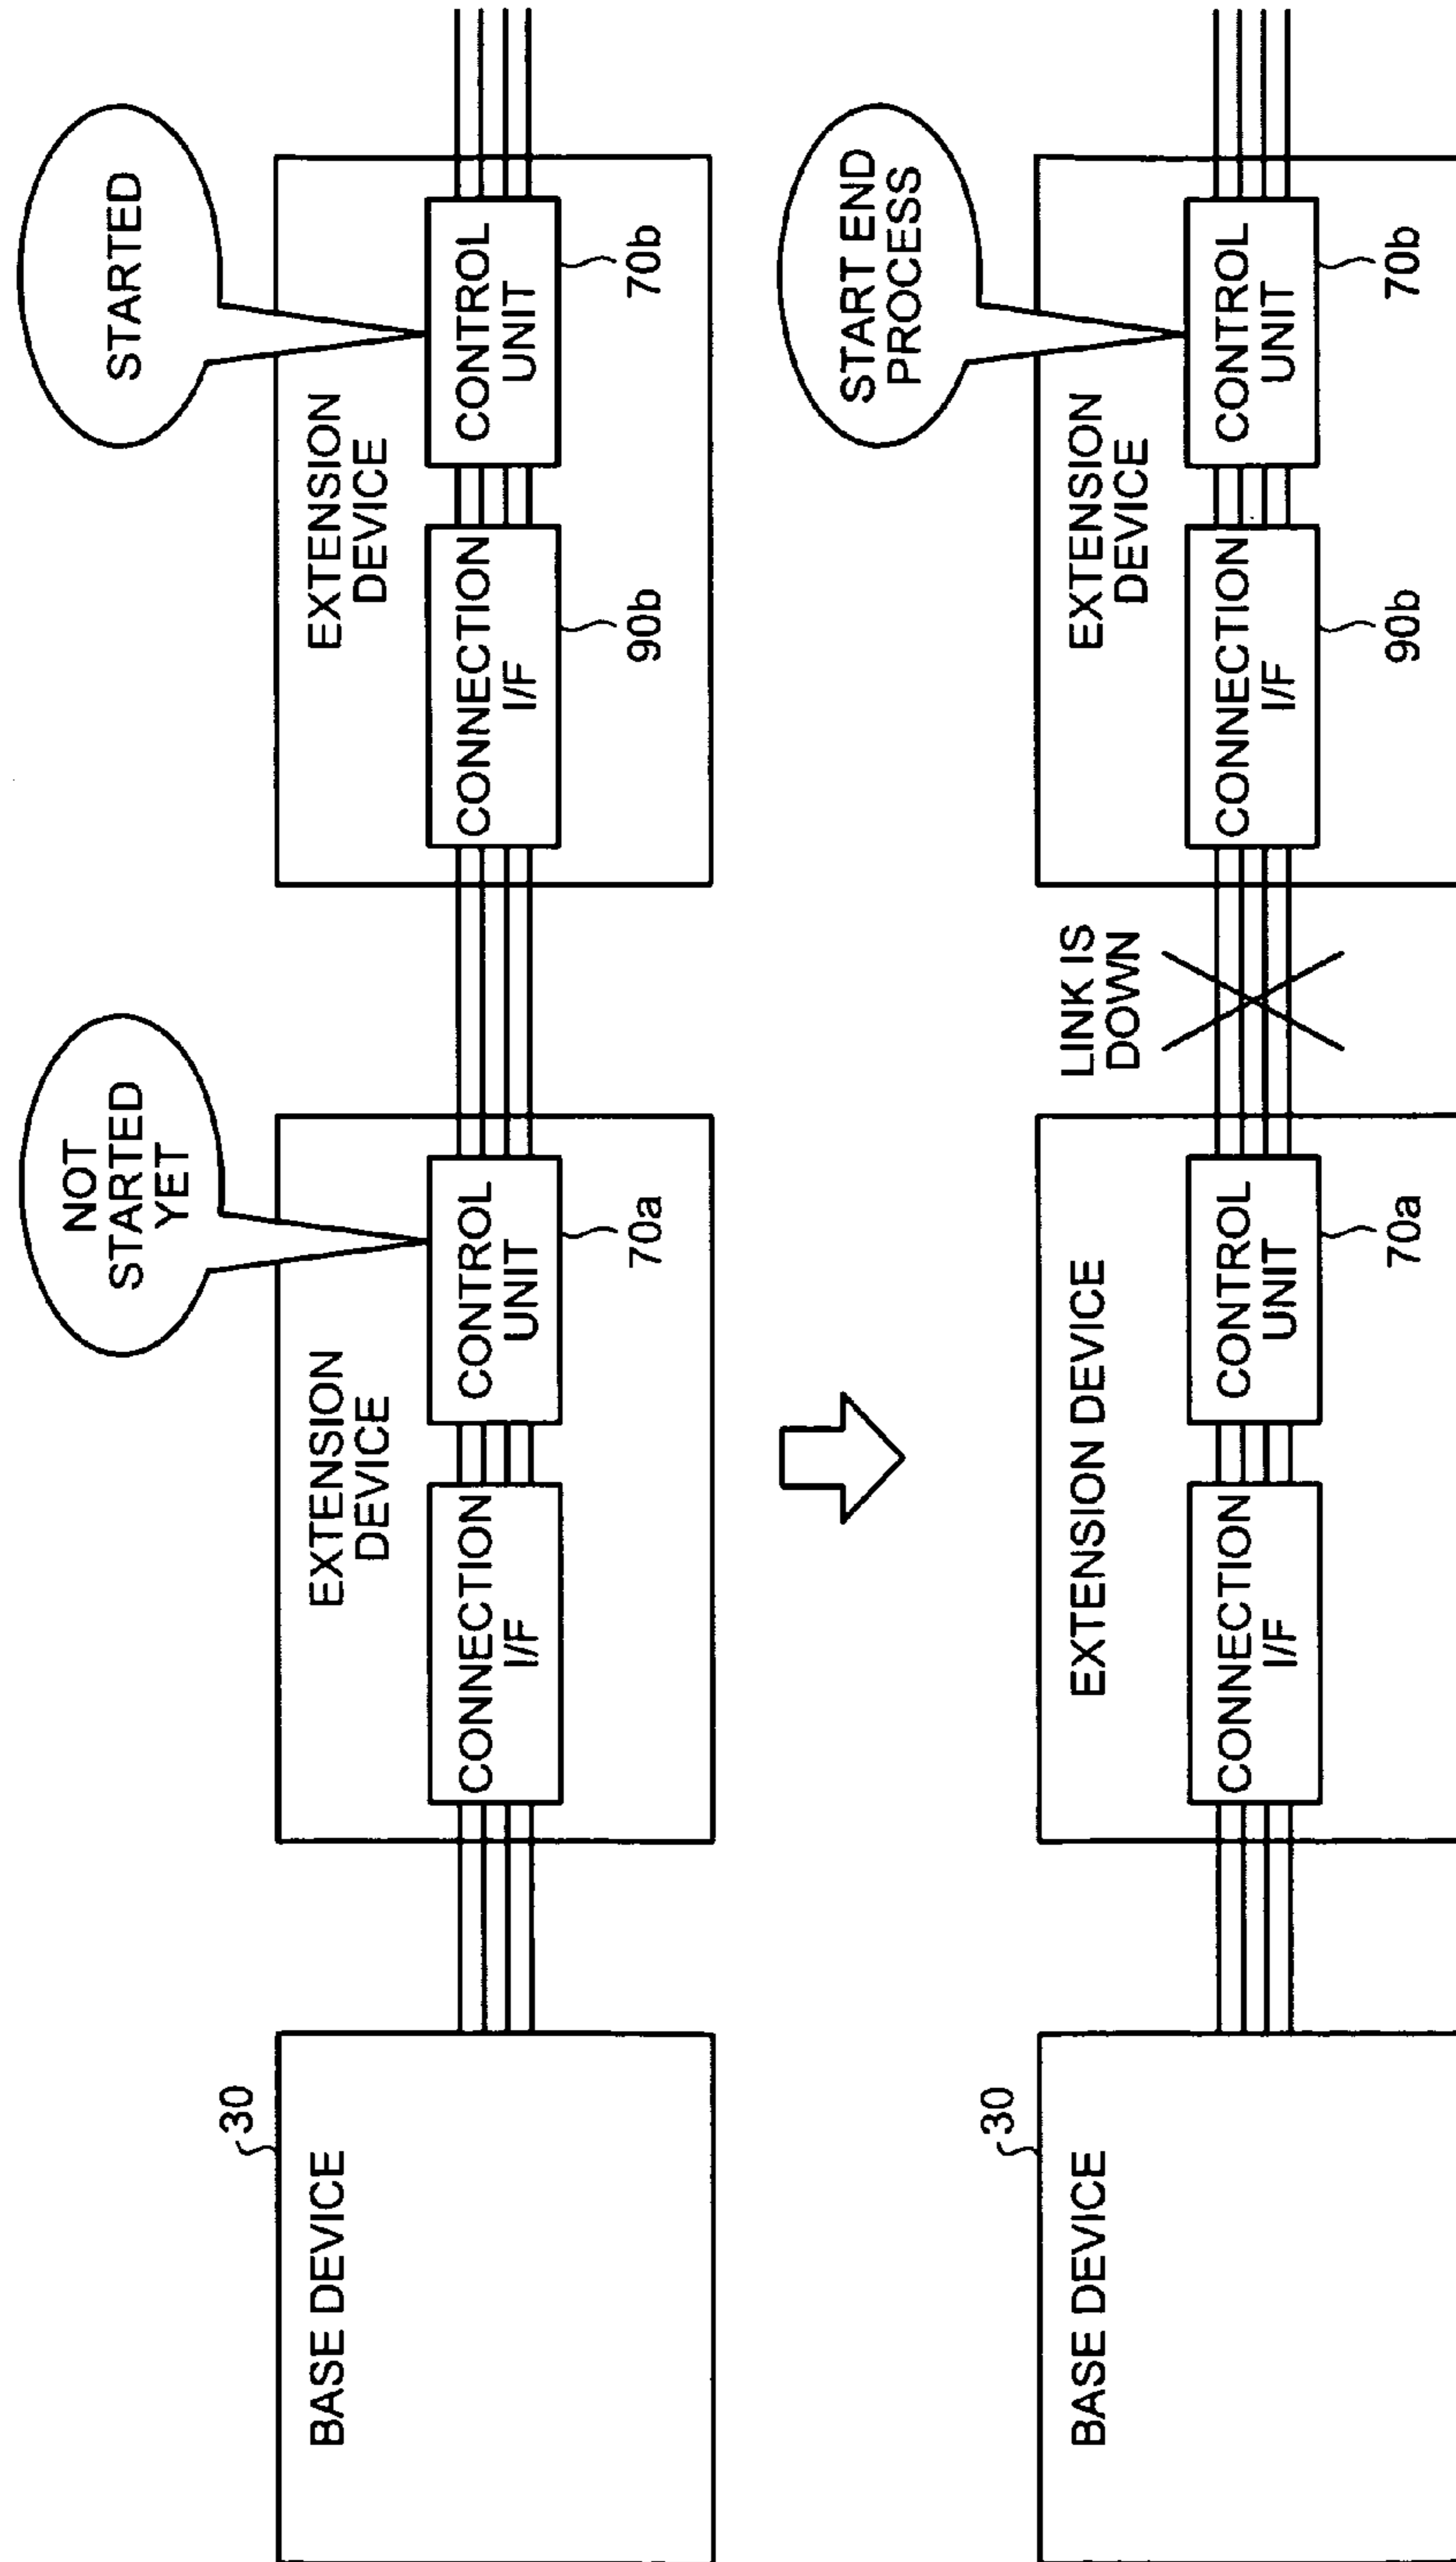 NOT
STARTED
YET
STARTED
30
BASE DEVICE
EXTENSION
DEVICE
CONNECTION
I/F
CONTROL
UNIT
70a
EXTENSION
DEVICE
CONNECTION
I/F
CONTROL
UNIT
90b
70b
START END
PROCESS
30
BASE DEVICE
EXTENSION DEVICE
CONNECTION
I/F
CONTROL
UNIT
70a
LINK IS
DOWN
EXTENSION
DEVICE
CONNECTION
I/F
CONTROL
UNIT
90b
70b